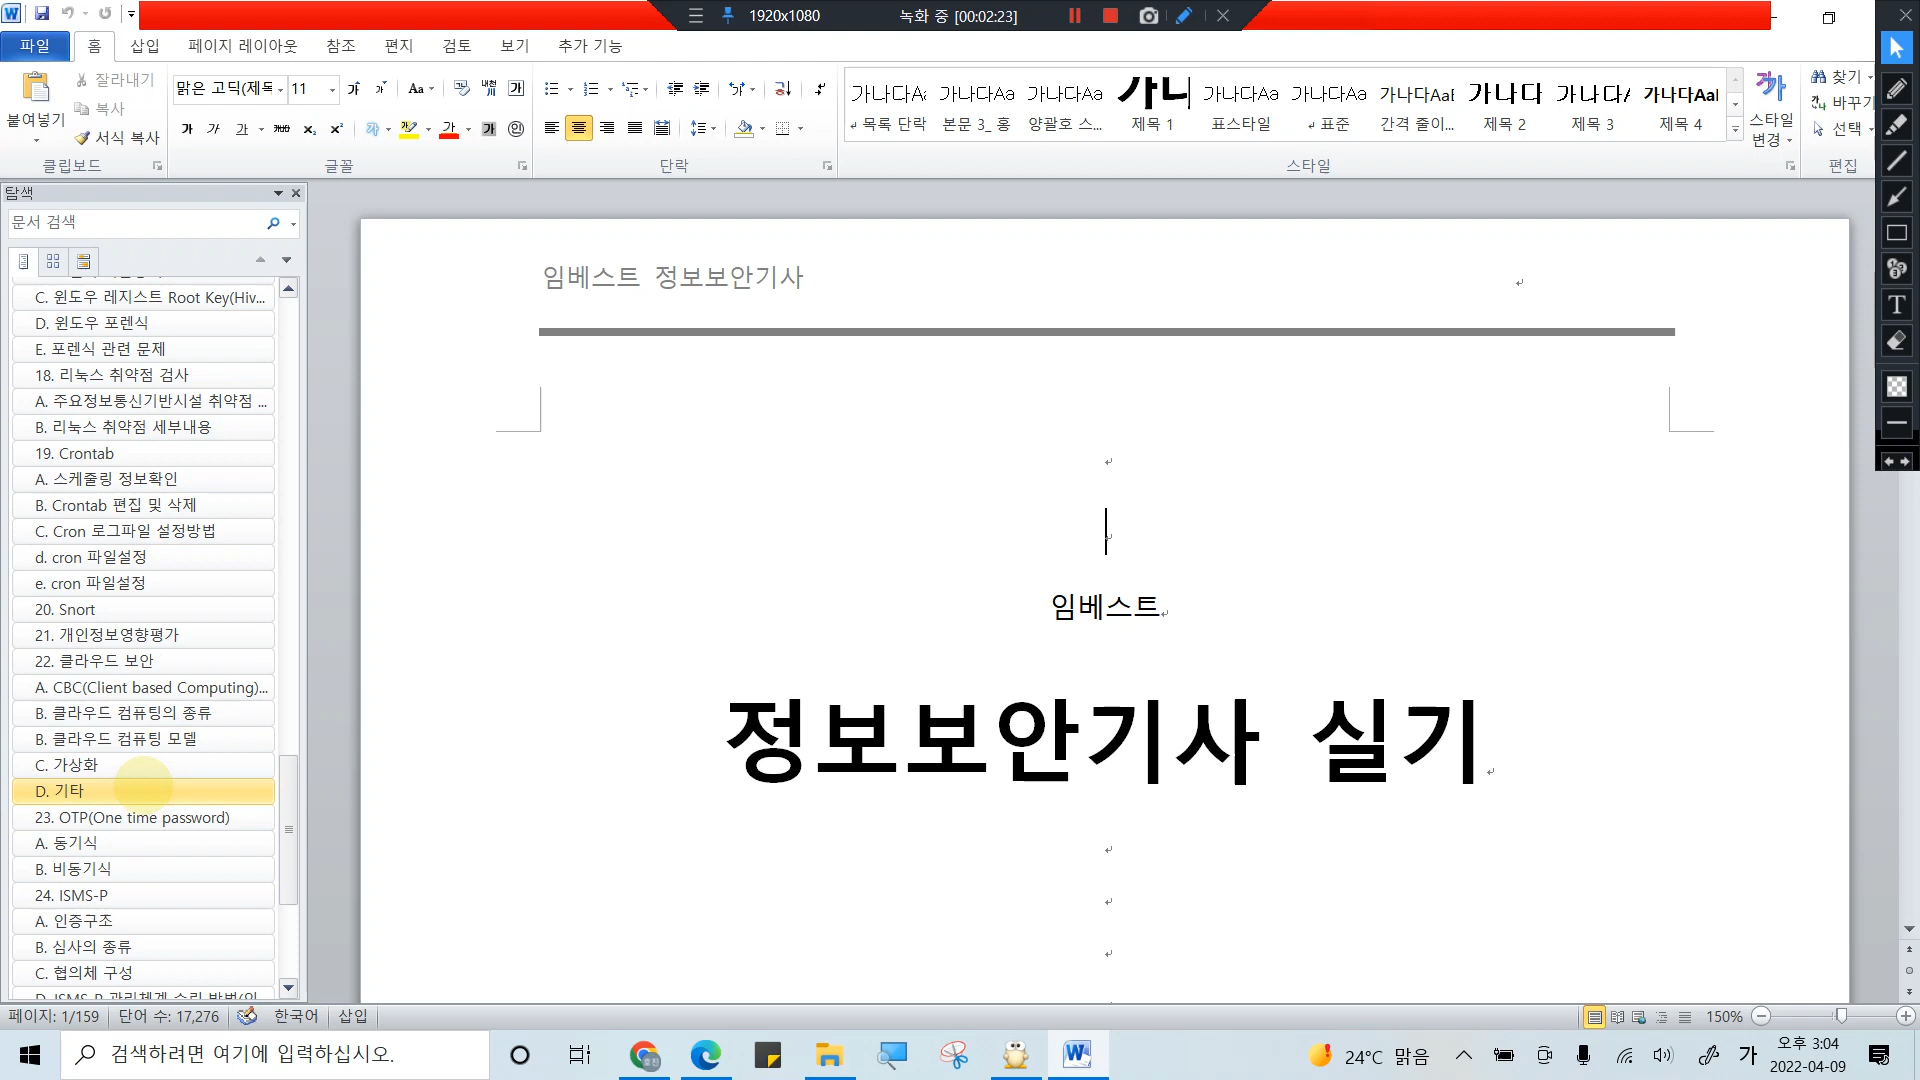 1920x1080
녹화 중 [00:02:23]
파일
홈
삽입
페이지 레이아웃
참조
편지
검토
보기
추가 기능
붙여넣기
잘라내기
복사
서식 복사
클립보드
맑은 고딕(제목
11
글꼴
단락
목록 단락
본문 3_ 홍
양괄호 스...
제목 1
표스타일
표준
간격 줄이...
제목 2
제목 3
제목 4
스타일
스타일
변경
찾기
바꾸기
선택
편집
탐색
문서 검색
C. 윈도우 레지스트 Root Key(Hiv...
D. 윈도우 포렌식
E. 포렌식 관련 문제
18. 리눅스 취약점 검사
A. 주요정보통신기반시설 취약점 ...
B. 리눅스 취약점 세부내용
19. Crontab
A. 스케줄링 정보확인
B. Crontab 편집 및 삭제
C. Cron 로그파일 설정방법
d. cron 파일설정
e. cron 파일설정
20. Snort
21. 개인정보영향평가
22. 클라우드 보안
A. CBC(Client based Computing)...
B. 클라우드 컴퓨팅의 종류
B. 클라우드 컴퓨팅 모델
C. 가상화
D. 기타
23. OTP(One time password)
A. 동기식
B. 비동기식
24. ISMS-P
A. 인증구조
B. 심사의 종류
C. 협의체 구성
임베스트 정보보안기사
임베스트
정보보안기사 실기
페이지: 1/159
단어 수: 17,276
한국어
삽입
150%
검색하려면 여기에 입력하십시오.
24°C 맑음
가
오후 3:04
2022-04-09